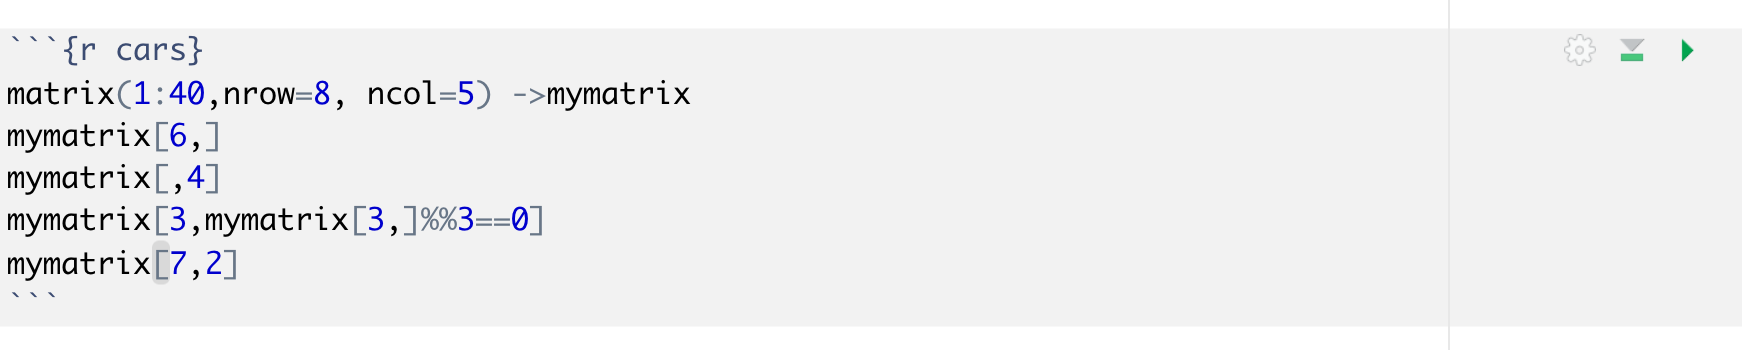 ```{r cars}
matrix(1:40,nrow=8, ncol=5) ->mymatrix
mymatrix[6,]
mymatrix[,4]
mymatrix[3,mymatrix[3,]%%3==0]
mymatrix[7,2]
```